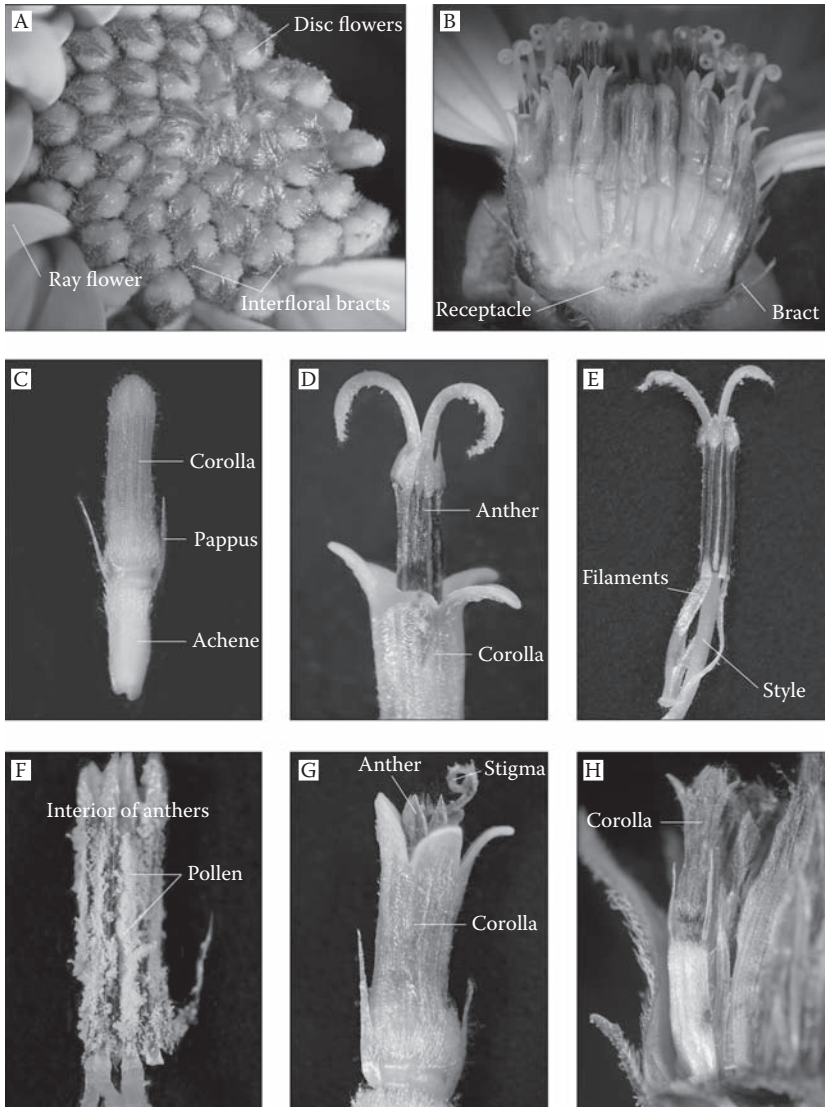 A
Disc flowers
Ray flower
Interfloral bracts
B
Receptacle
Bract
C
Corolla
Pappus
Achene
D
Anther
Corolla
E
Filaments
Style
F
Interior of anthers
Pollen
G
Anther
Stigma
Corolla
H
Corolla